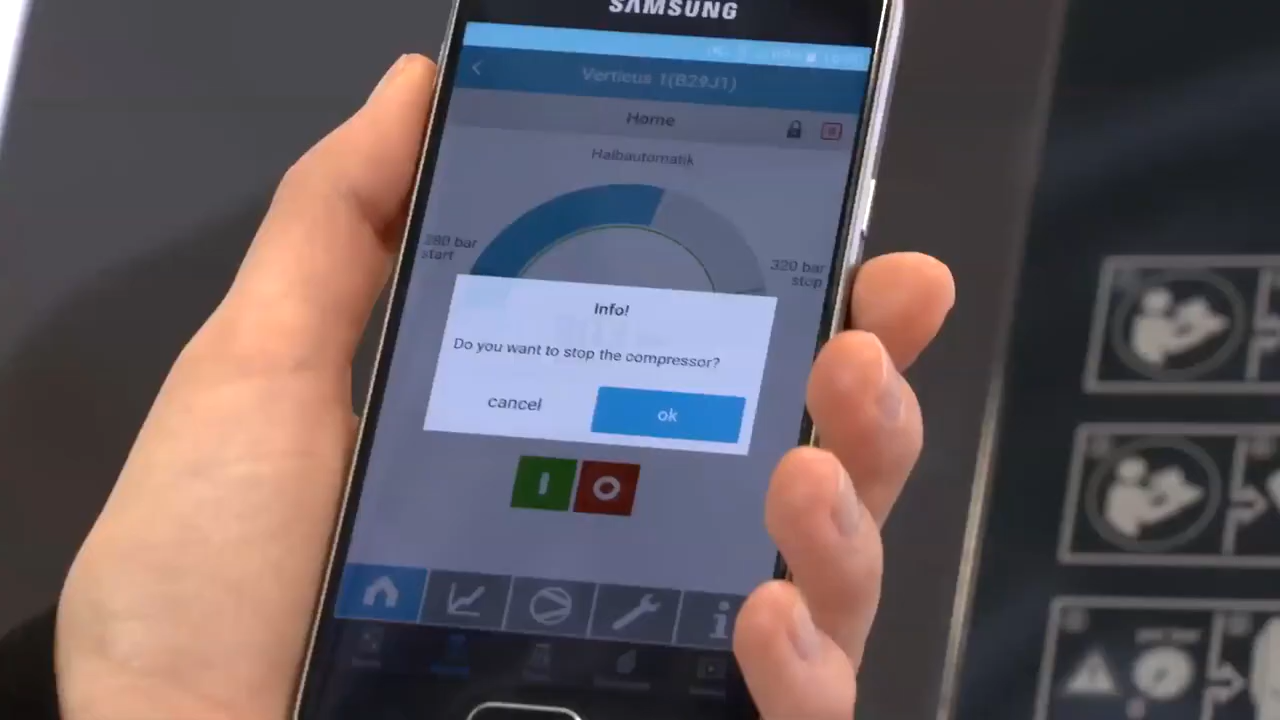 SAMSUNG
Verticus 1(B29J1)
Home
Halbautomatik
280 bar
start
320 bar
stop
Info!
Do you want to stop the compressor?
cancel
ok